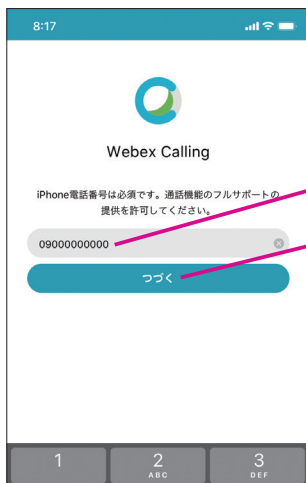 8:17
Webex Calling
iPhone電話番号は必須です。通話機能のフルサポートの
提供を許可してください。
09000000000
つづく
1 2 3
ABC DEF